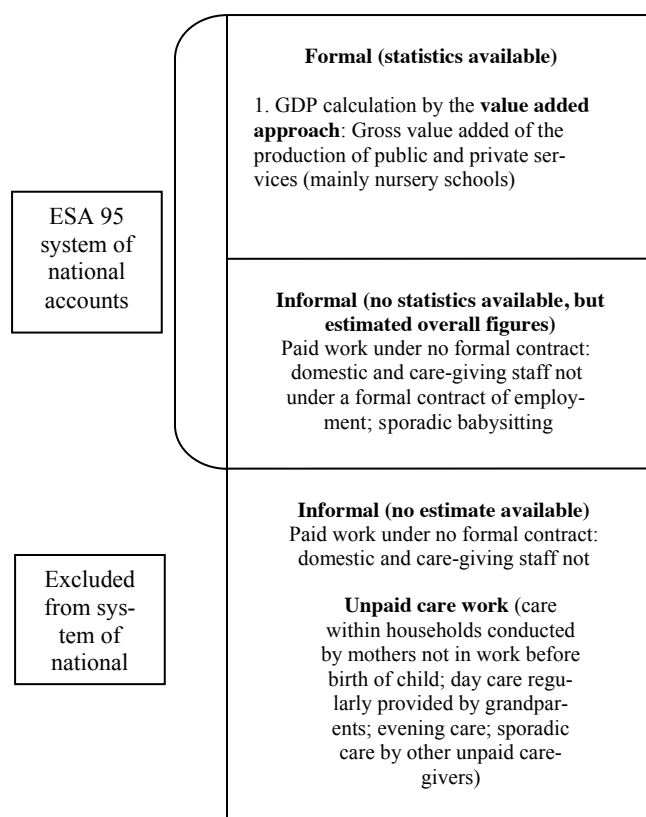 Formal (statistics available)
1. GDP calculation by the value added
approach: Gross value added of the
production of public and private ser-
vices (mainly nursery schools)
ESA 95
system of
national
accounts
Informal (no statistics available, but
estimated overall figures)
Paid work under no formal contract:
domestic and care-giving staff not
under a formal contract of employ-
ment; sporadic babysitting
Informal (no estimate available)
Paid work under no formal contract:
domestic and care-giving staff not
Excluded
from sys-
tem of
national
Unpaid care work (care
within households conducted
by mothers not in work before
birth of child; day care regu-
larly provided by grandpar-
ents; evening care; sporadic
care by other unpaid care-
givers)